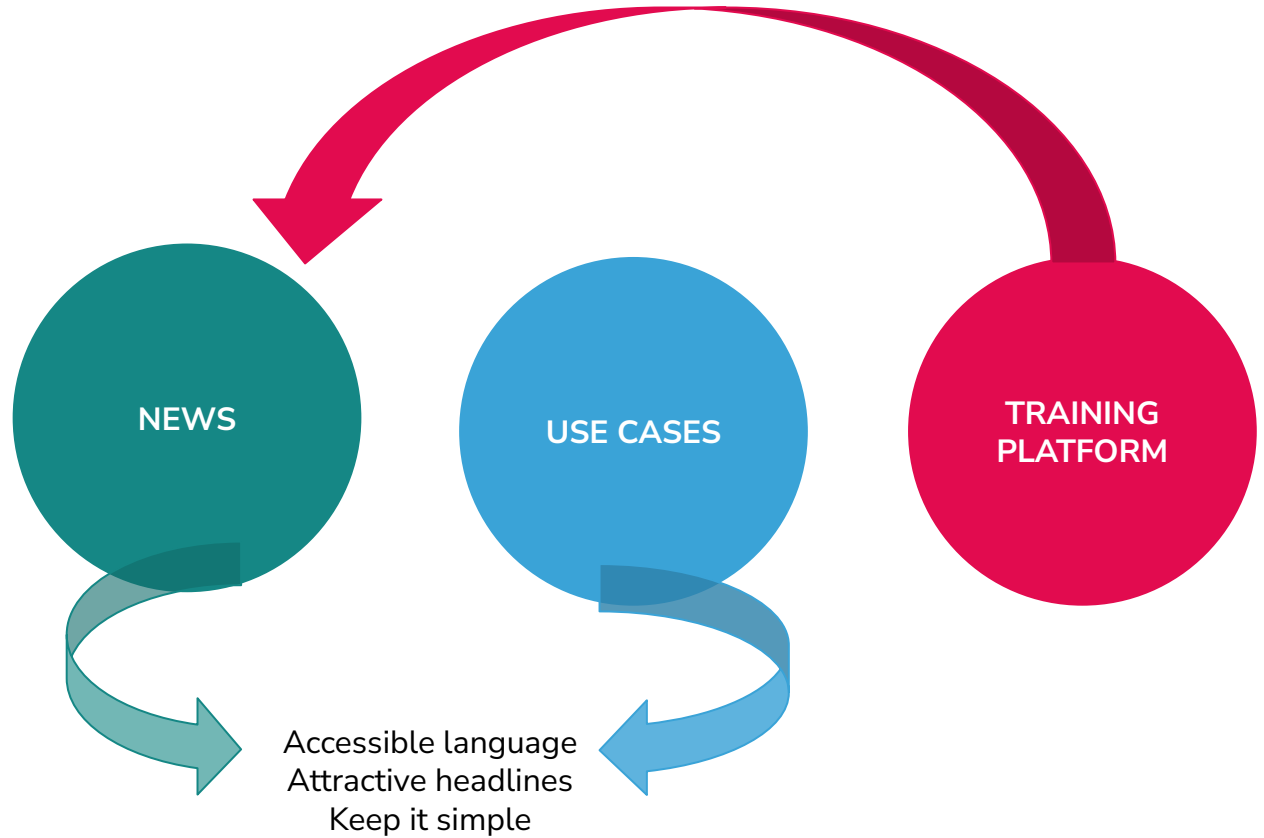 NEWS
USE CASES
TRAINING
PLATFORM
Accessible language
Attractive headlines
Keep it simple